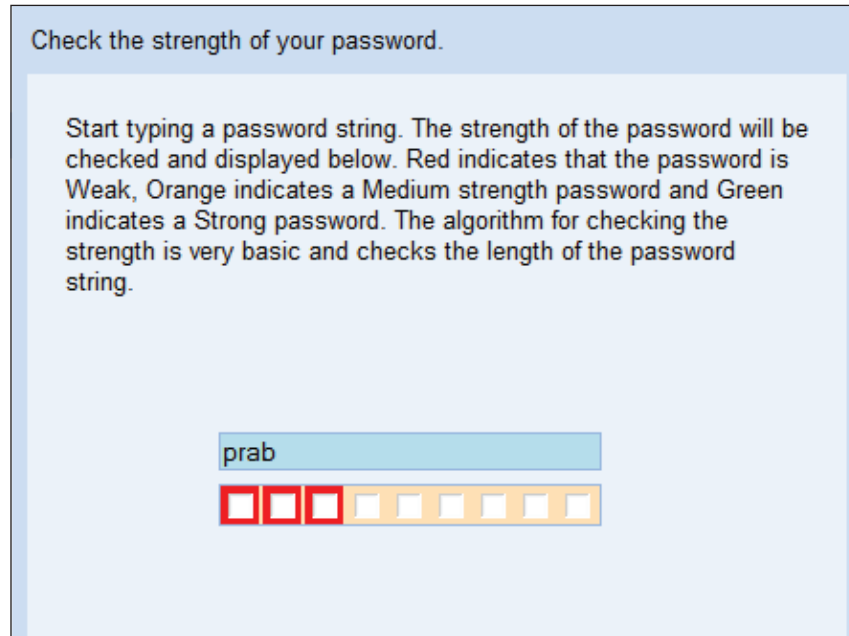 Check the strength of your password.
Start typing a password string. The strength of the password will be
checked and displayed below. Red indicates that the password is
Weak, Orange indicates a Medium strength password and Green
indicates a Strong password. The algorithm for checking the
strength is very basic and checks the length of the password
string.
prab